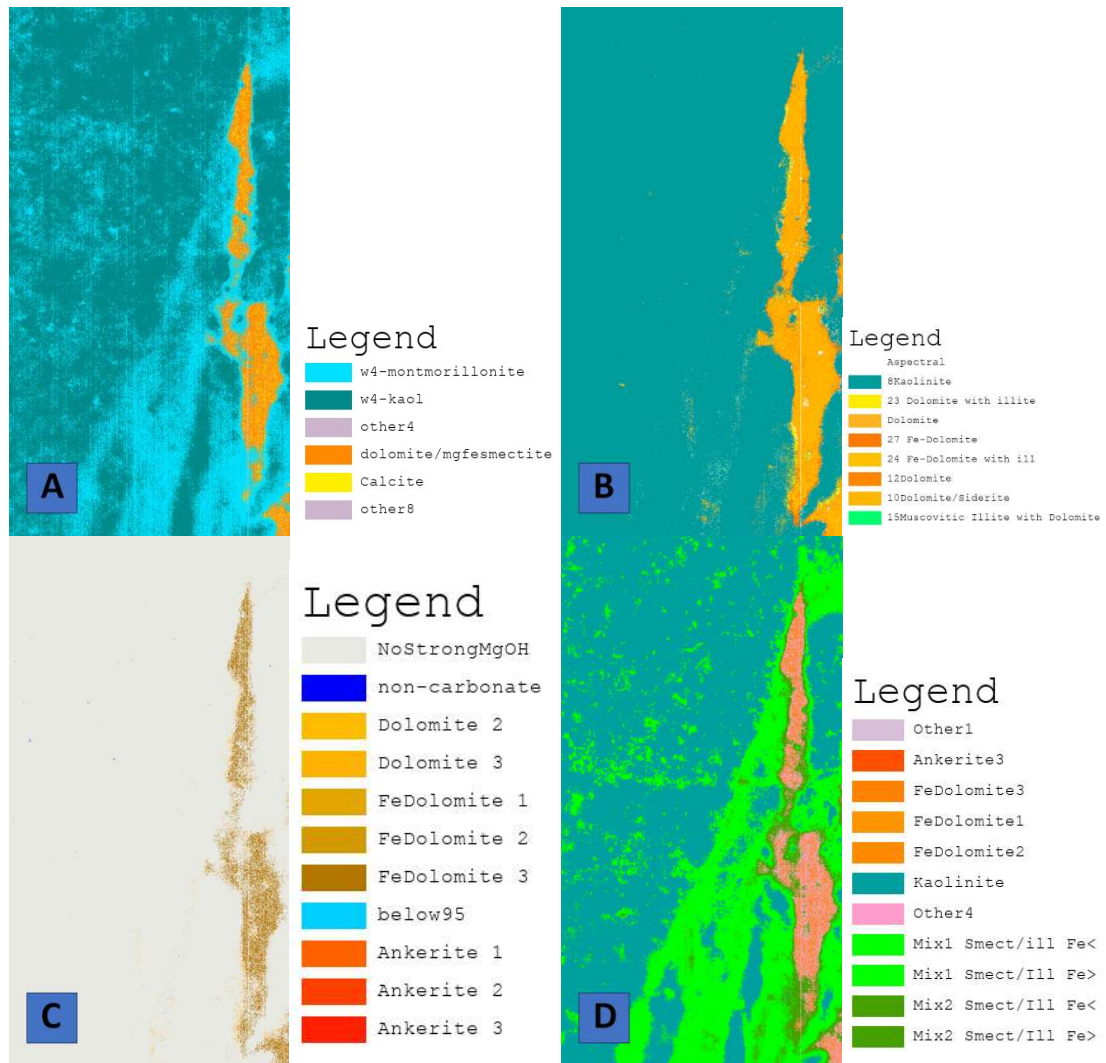 Legend
w4-montmorillonite
w4-kaol
other4
dolomite/mgfesmectite
Calcite
other8
A
Legend
Aspectral
8Kaolinite
23 Dolomite with illite
Dolomite
27 Fe-Dolomite
24 Fe-Dolomite with ill
12Dolomite
10Dolomite/Siderite
15Muscovitic Illite with Dolomite
B
Legend
NoStrongMgOH
non-carbonate
Dolomite 2
Dolomite 3
FeDolomite 1
FeDolomite 2
FeDolomite 3
below95
Ankerite 1
Ankerite 2
Ankerite 3
C
Legend
Other1
Ankerite3
FeDolomite3
FeDolomite1
FeDolomite2
Kaolinite
Other4
Mix1 Smect/ill Fe<
Mix1 Smect/Ill Fe>
Mix2 Smect/Ill Fe<
Mix2 Smect/Ill Fe>
D